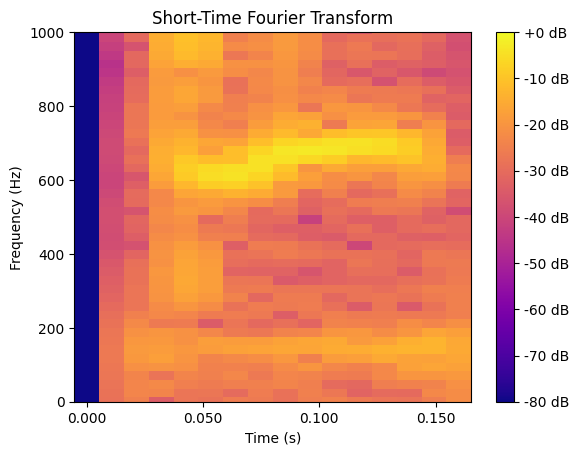 Short-Time Fourier Transform
Frequency (Hz)
1000
800
600
400
200
0
0.000 0.050 0.100 0.150
Time (s)
+0 dB
-10 dB
-20 dB
-30 dB
-40 dB
-50 dB
-60 dB
-70 dB
-80 dB